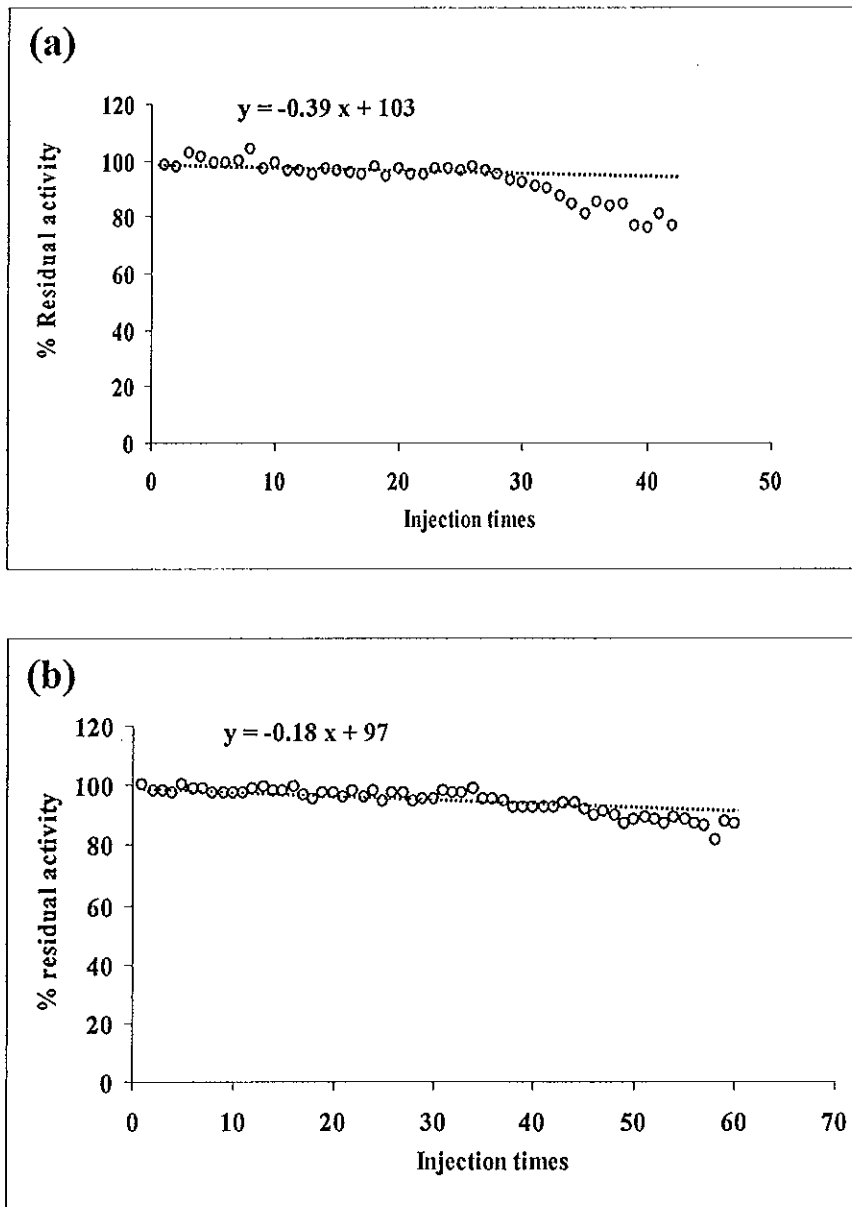 (a)
y = -0.39 x + 103
120
100
80
60
40
20
0
% Residual activity
0 10 20 30 40 50
Injection times
(b)
y = -0.18 x + 97
120
100
80
60
40
20
0
% residual activity
0 10 20 30 40 50 60 70
Injection times